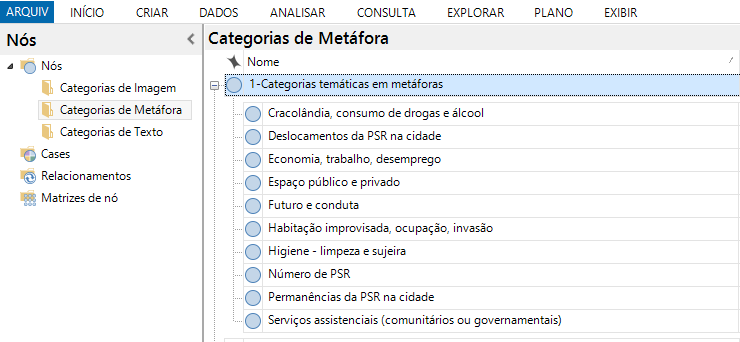 ARQUIV INÍCIO CRIAR DADOS ANALISAR CONSULTA EXPLORAR PLANO EXIBIR
Nós
Nós
Categorias de Imagem
Categorias de Metáfora
Categorias de Texto
Cases
Relacionamentos
Matrizes de nó
Categorias de Metáfora
Nome
1-Categorias temáticas em metáforas
Cracolândia, consumo de drogas e álcool
Deslocamentos da PSR na cidade
Economia, trabalho, desemprego
Espaço público e privado
Futuro e conduta
Habitação improvisada, ocupação, invasão
Higiene - limpeza e sujeira
Número de PSR
Permanências da PSR na cidade
Serviços assistenciais (comunitários ou governamentais)